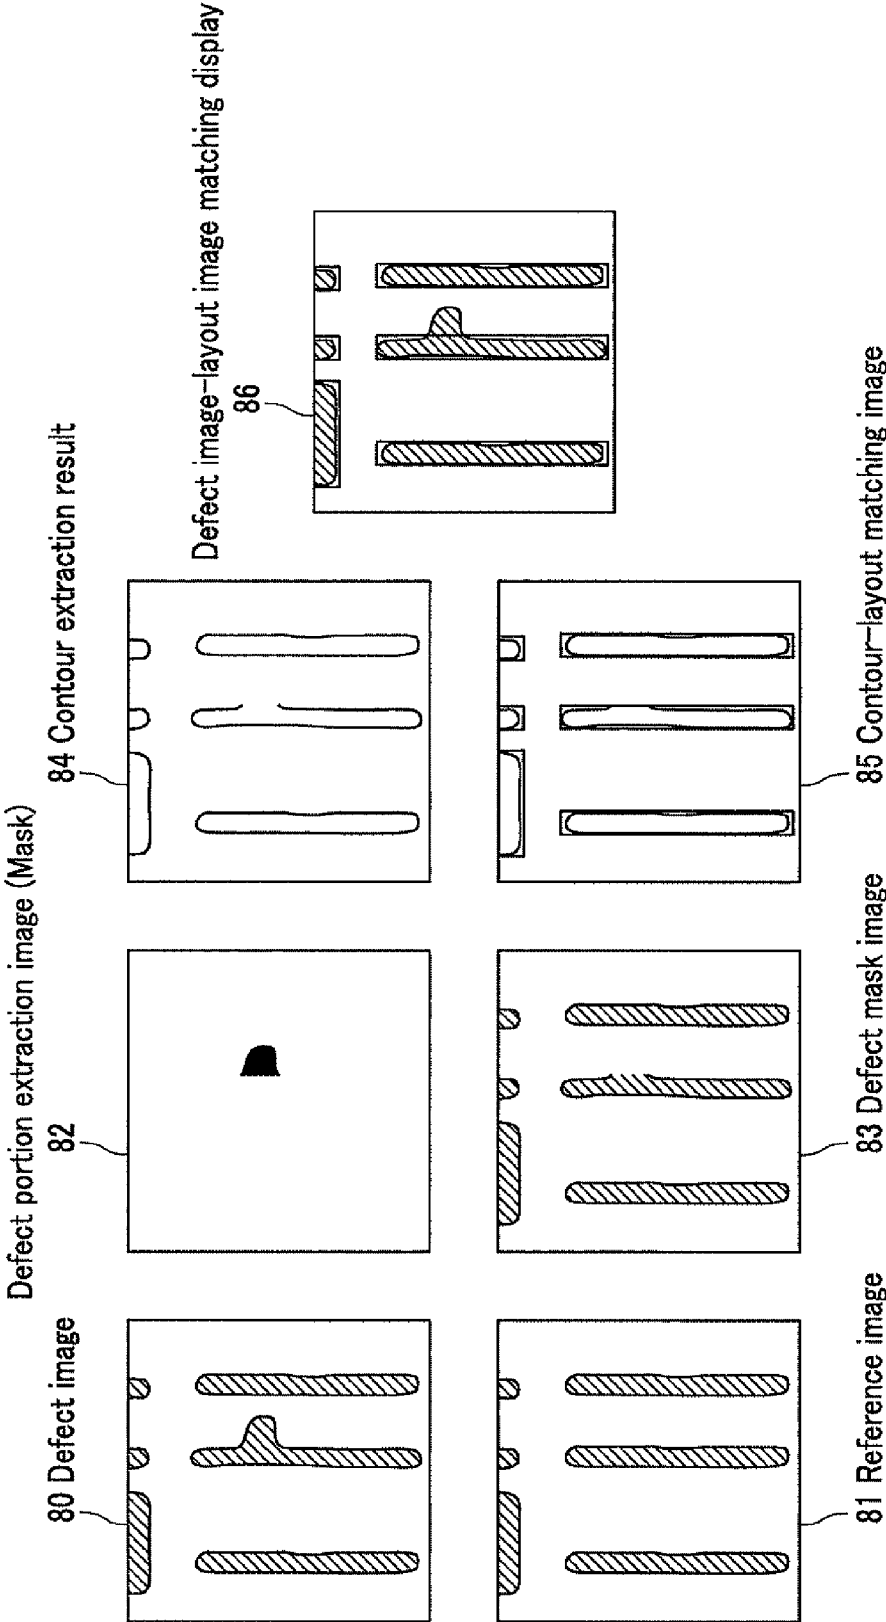 80 Defect image
Defect portion extraction image (Mask)
82
84 Contour extraction result
Defect image-layout image matching display
86
81 Reference image
83 Defect mask image
85 Contour-layout matching image